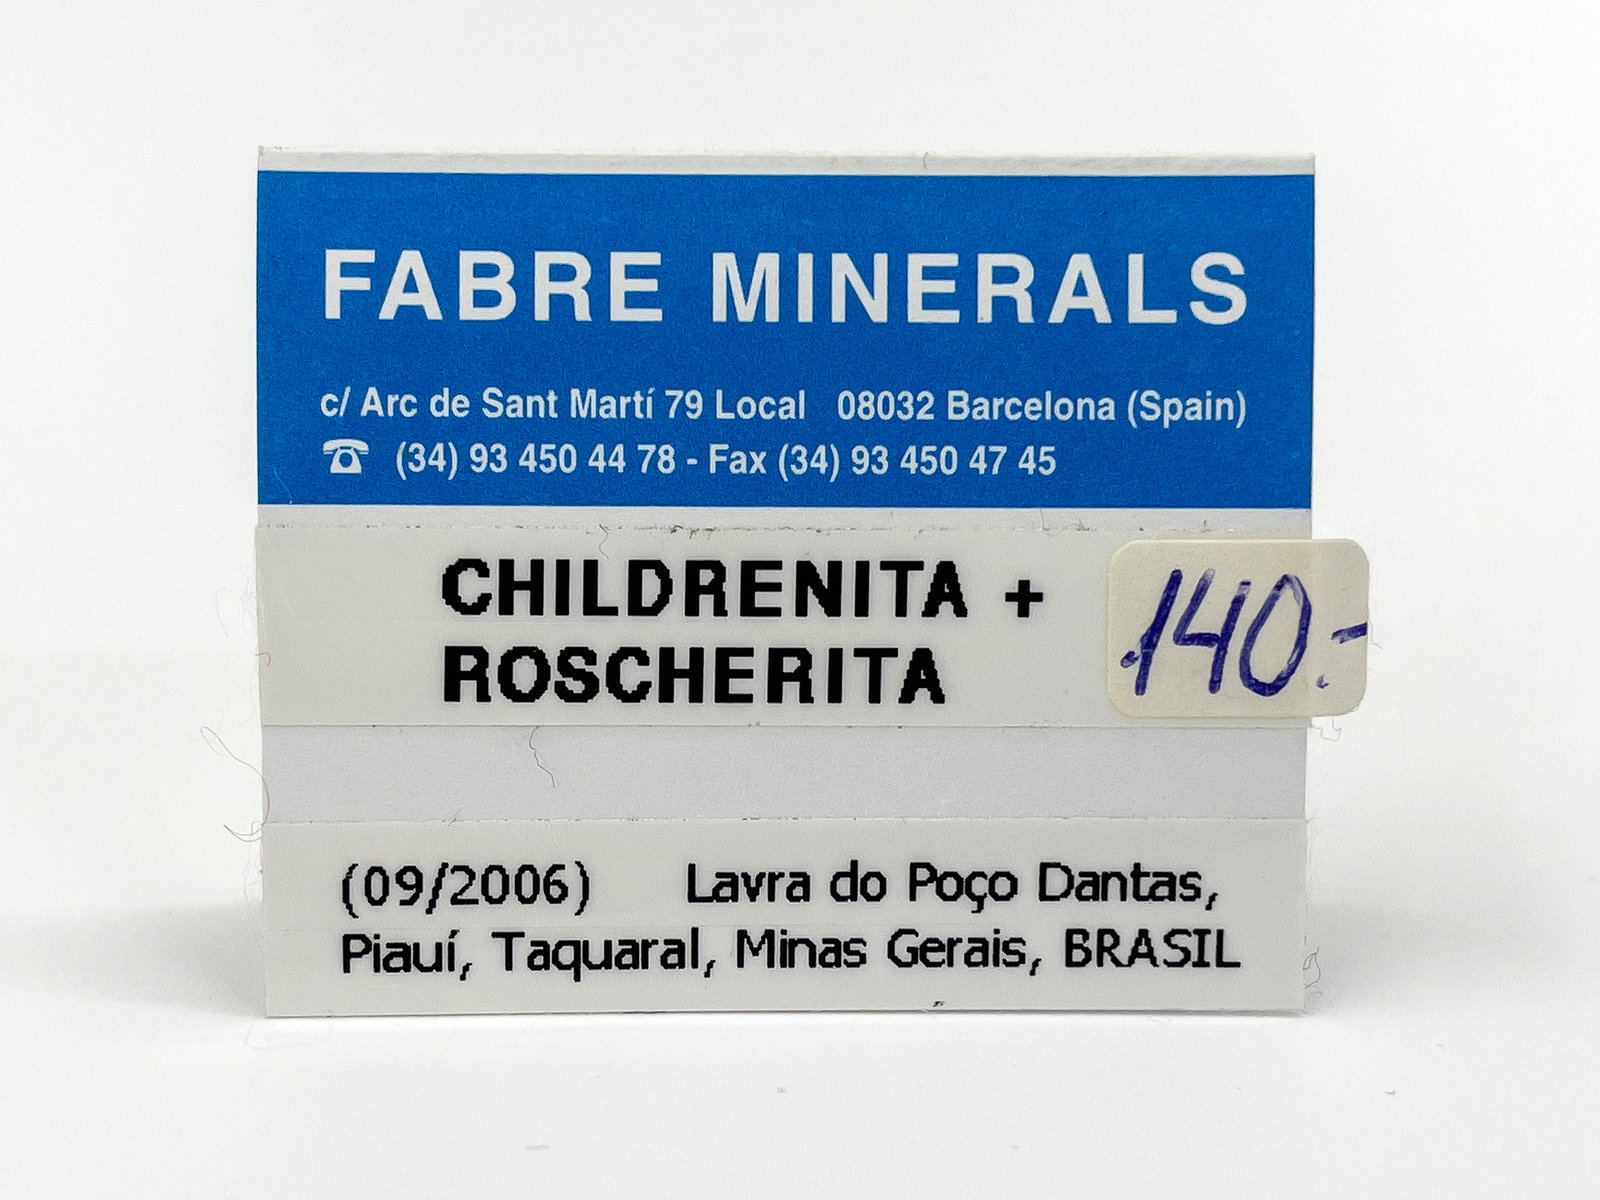 FABRE MINERALS
c/ Arc de Sant Martí 79 Local 08032 Barcelona (Spain)
☎ (34) 93 450 44 78 - Fax (34) 93 450 47 45
CHILDRENITA +
ROSCHERITA
140.-
(09/2006) Lavra do Poço Dantas,
Piauí, Taquaral, Minas Gerais, BRASIL